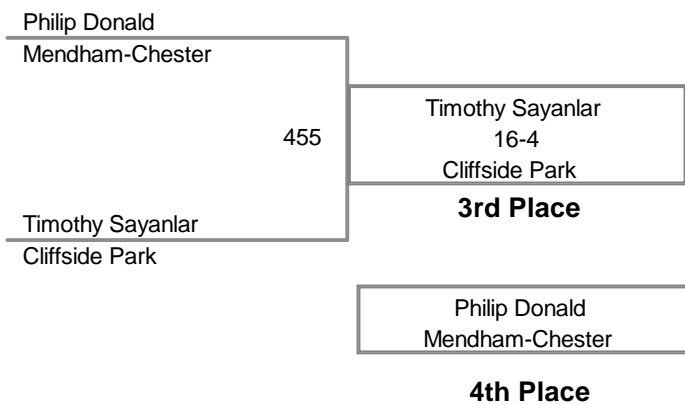 Philip Donald
Mendham-Chester
455
Timothy Sayanlar
16-4
Cliffside Park
3rd Place
Timothy Sayanlar
Cliffside Park
Philip Donald
Mendham-Chester
4th Place